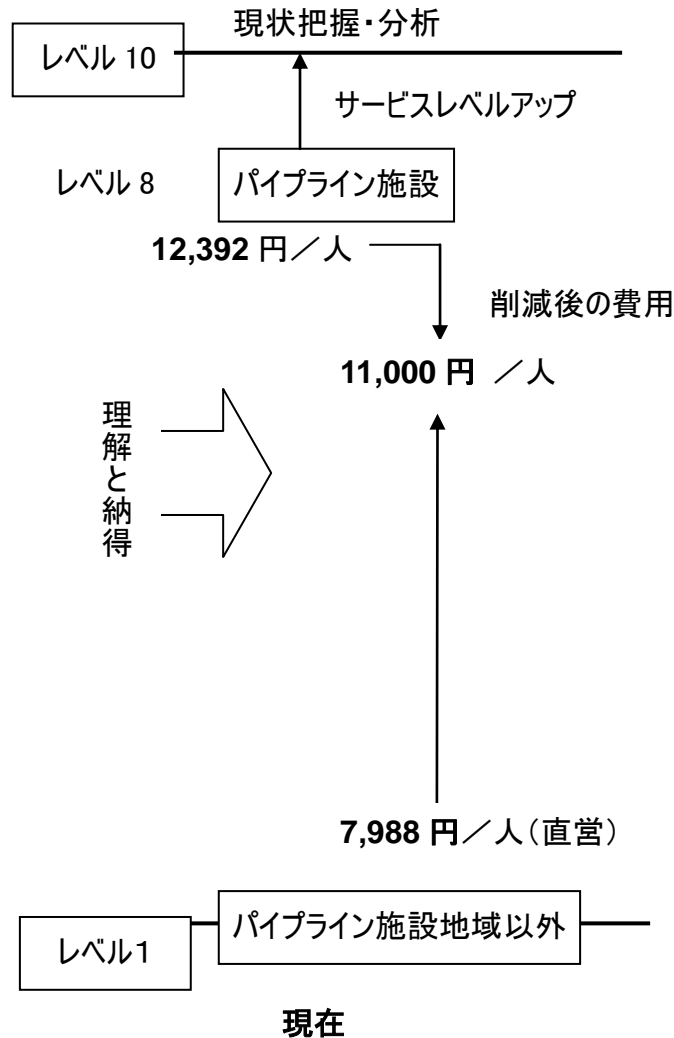 現状把握・分析
レベル 10
サービスレベルアップ
レベル 8
パイプライン施設
12,392 円／人
削減後の費用
11,000 円 ／人
理解と納得
7,988 円／人（直営）
パイプライン施設地域以外
レベル１
現在